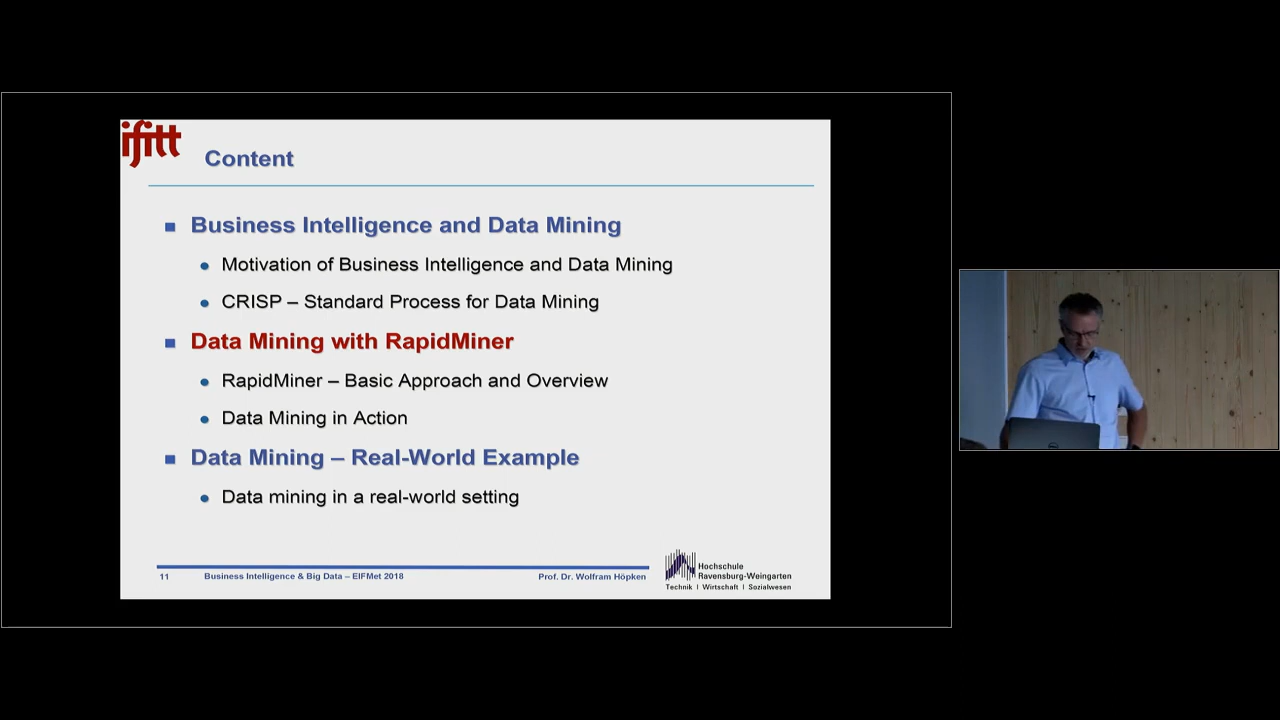 ifitt
Content
Business Intelligence and Data Mining
Motivation of Business Intelligence and Data Mining
CRISP – Standard Process for Data Mining
Data Mining with RapidMiner
RapidMiner – Basic Approach and Overview
Data Mining in Action
Data Mining – Real-World Example
Data mining in a real-world setting
11 Business Intelligence & Big Data – EIFMet 2018 Prof. Dr. Wolfram Höpken
Hochschule
Ravensburg-Weingarten
Technik | Wirtschaft | Sozialwesen